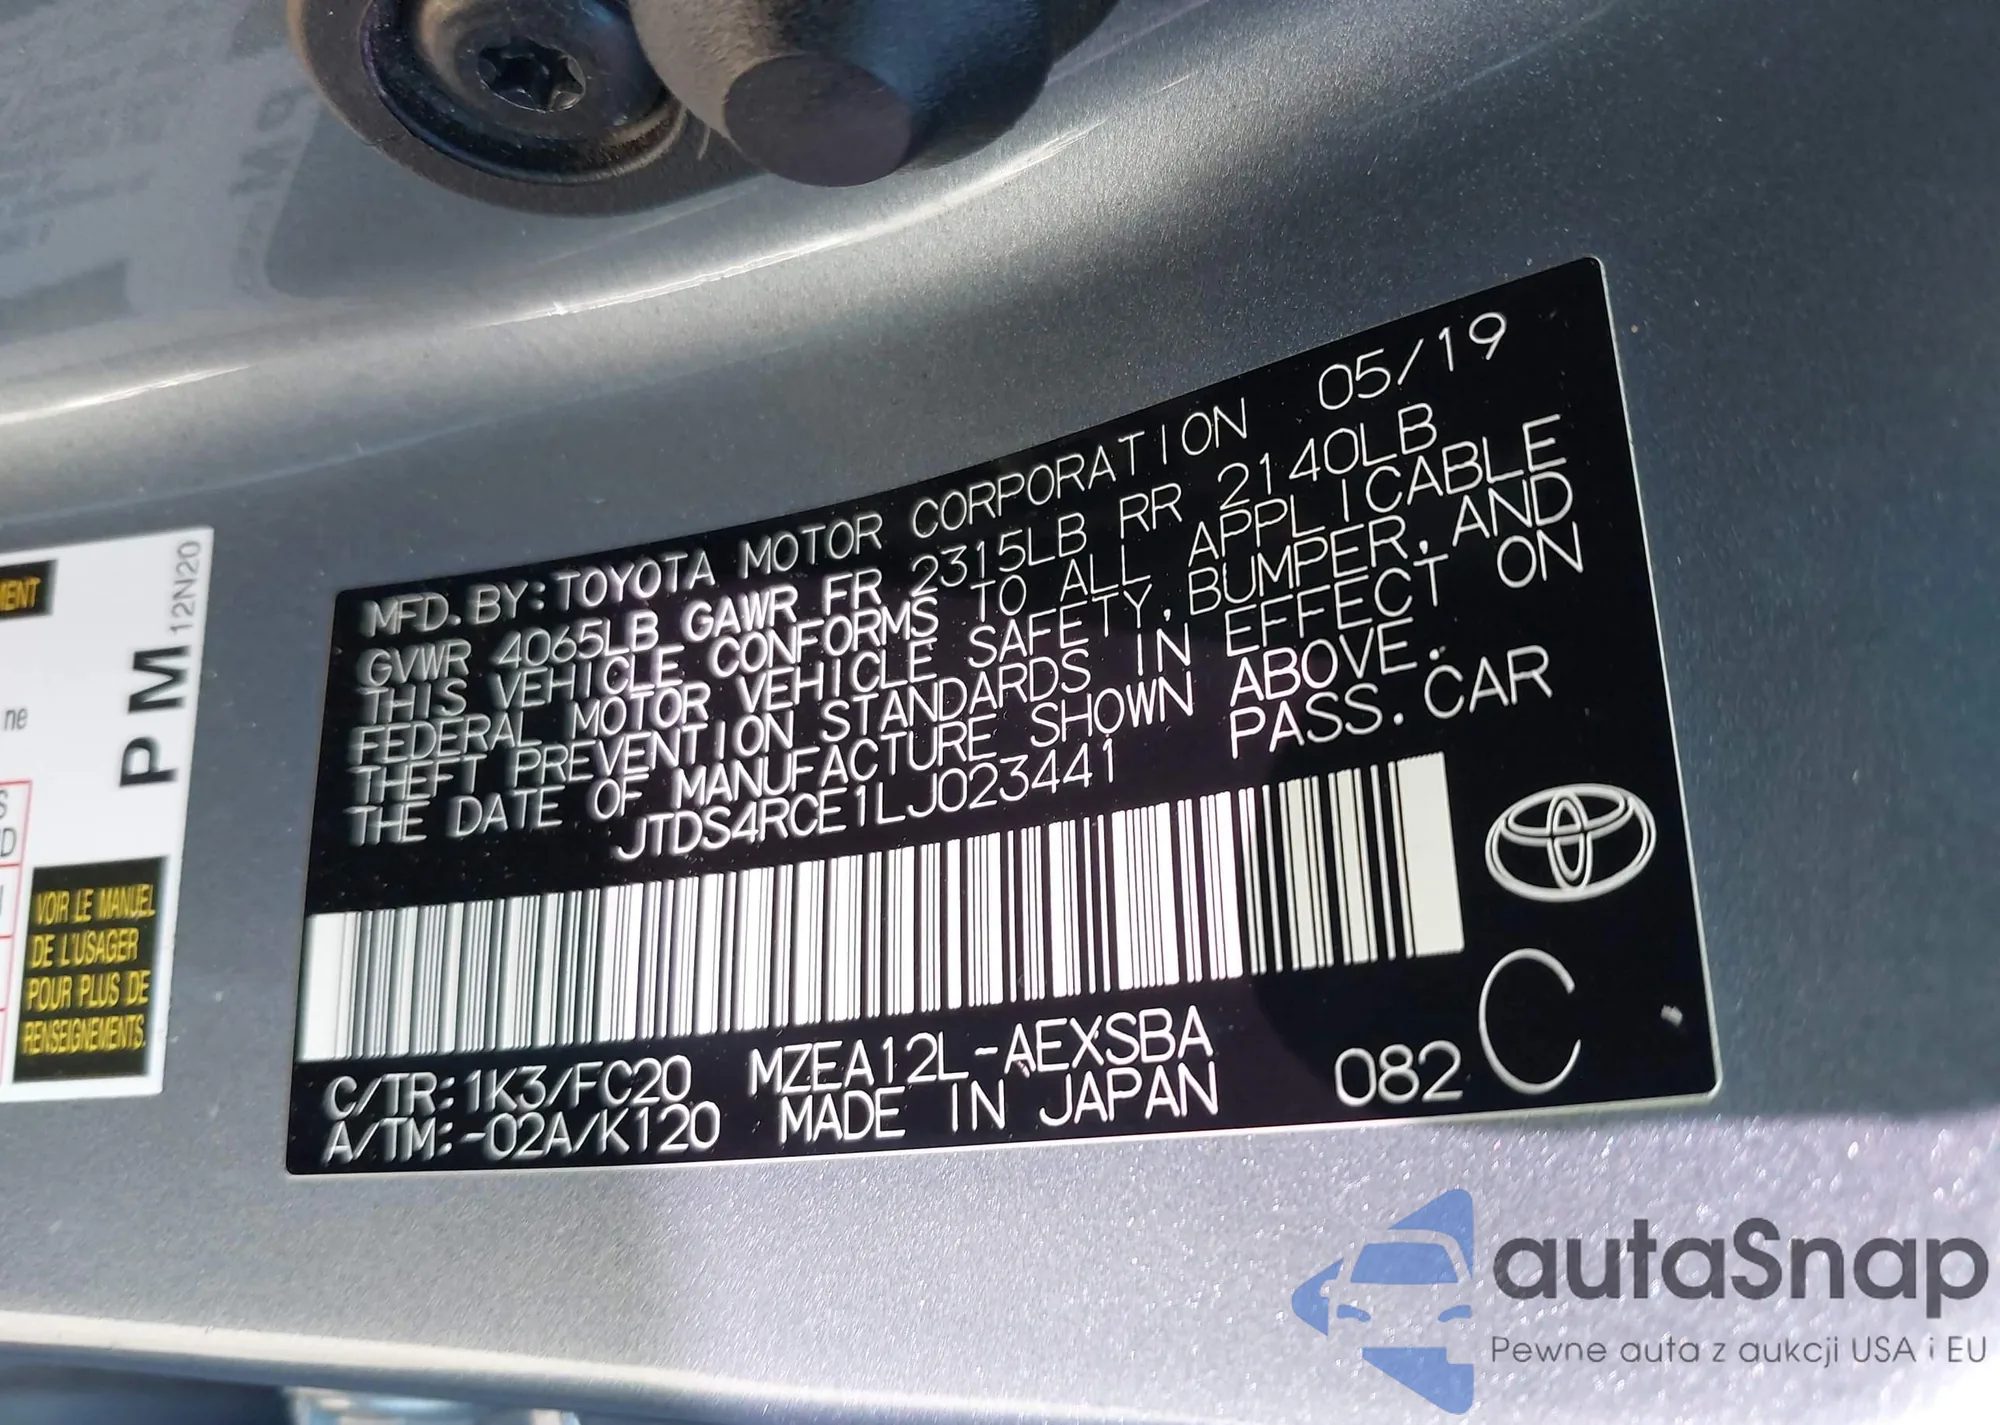 MENT
ne
S
D
PM
12N20
VOIR LE MANUEL
DE L'USAGER
POUR PLUS DE
RENSEIGNEMENTS.
MFD. BY: TOYOTA MOTOR CORPORATION 05/19
GVWR 4065LB GAWR FR 2315LB RR 2140LB
THIS VEHICLE CONFORMS TO ALL APPLICABLE
FEDERAL MOTOR VEHICLE SAFETY, BUMPER, AND
THEFT PREVENTION STANDARDS IN EFFECT ON
THE DATE OF MANUFACTURE SHOWN ABOVE.
JTDS4RCE1LJ023441 PASS. CAR
C/TR: 1K3/FC20 MZEA12L-AEXSBA
A/TM: -02A/K120 MADE IN JAPAN 082 C
autaSnap
Pewne auta z aukcji USA i EU